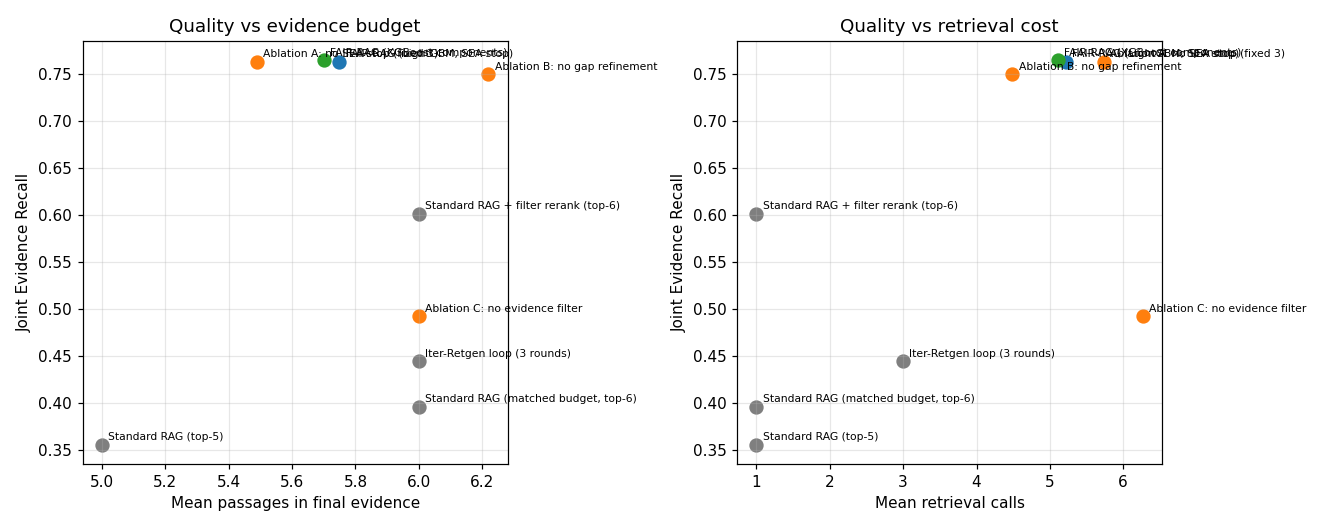 Quality vs evidence budget
Joint Evidence Recall
0.75
0.70
0.65
0.60
0.55
0.50
0.45
0.40
0.35
Ablation A: no SEA stop (fixed 3)
Ablation B: no gap refinement
Standard RAG + filter rerank (top-6)
Ablation C: no evidence filter
Iter-Retgen loop (3 rounds)
Standard RAG (matched budget, top-6)
Standard RAG (top-5)
5.0 5.2 5.4 5.6 5.8 6.0 6.2
Mean passages in final evidence
Quality vs retrieval cost
Joint Evidence Recall
0.75
0.70
0.65
0.60
0.55
0.50
0.45
0.40
0.35
Ablation B: no gap refinement
Standard RAG + filter rerank (top-6)
Ablation C: no evidence filter
Iter-Retgen loop (3 rounds)
Standard RAG (matched budget, top-6)
Standard RAG (top-5)
1 2 3 4 5 6
Mean retrieval calls